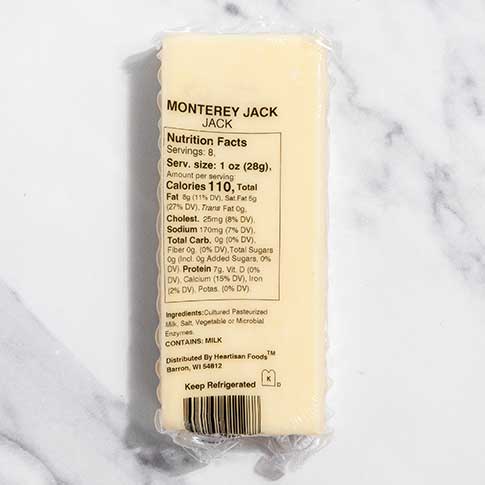 MONTEREY JACK
JACK
Nutrition Facts
Servings: 8,
Serv. size: 1 oz (28g),
Amount per serving:
Calories 110, Total
Fat 8g (11% DV), Sat.Fat 5g
(27% DV), Trans Fat 0g,
Cholest. 25mg (8% DV),
Sodium 170mg (7% DV),
Total Carb. 0g (0% DV),
Fiber 0g, (0% DV),Total Sugars
0g (Incl. 0g Added Sugars, 0%
DV), Protein 7g, Vit. D (0%
DV), Calcium (15% DV), Iron
(2% DV), Potas. (0% DV).
Ingredients:Cultured Pasteurized
Milk, Salt, Vegetable or Microbial
Enzymes.
CONTAINS: MILK
Distributed By Heartisan Foods™
Barron, WI 54812
Keep Refrigerated K D